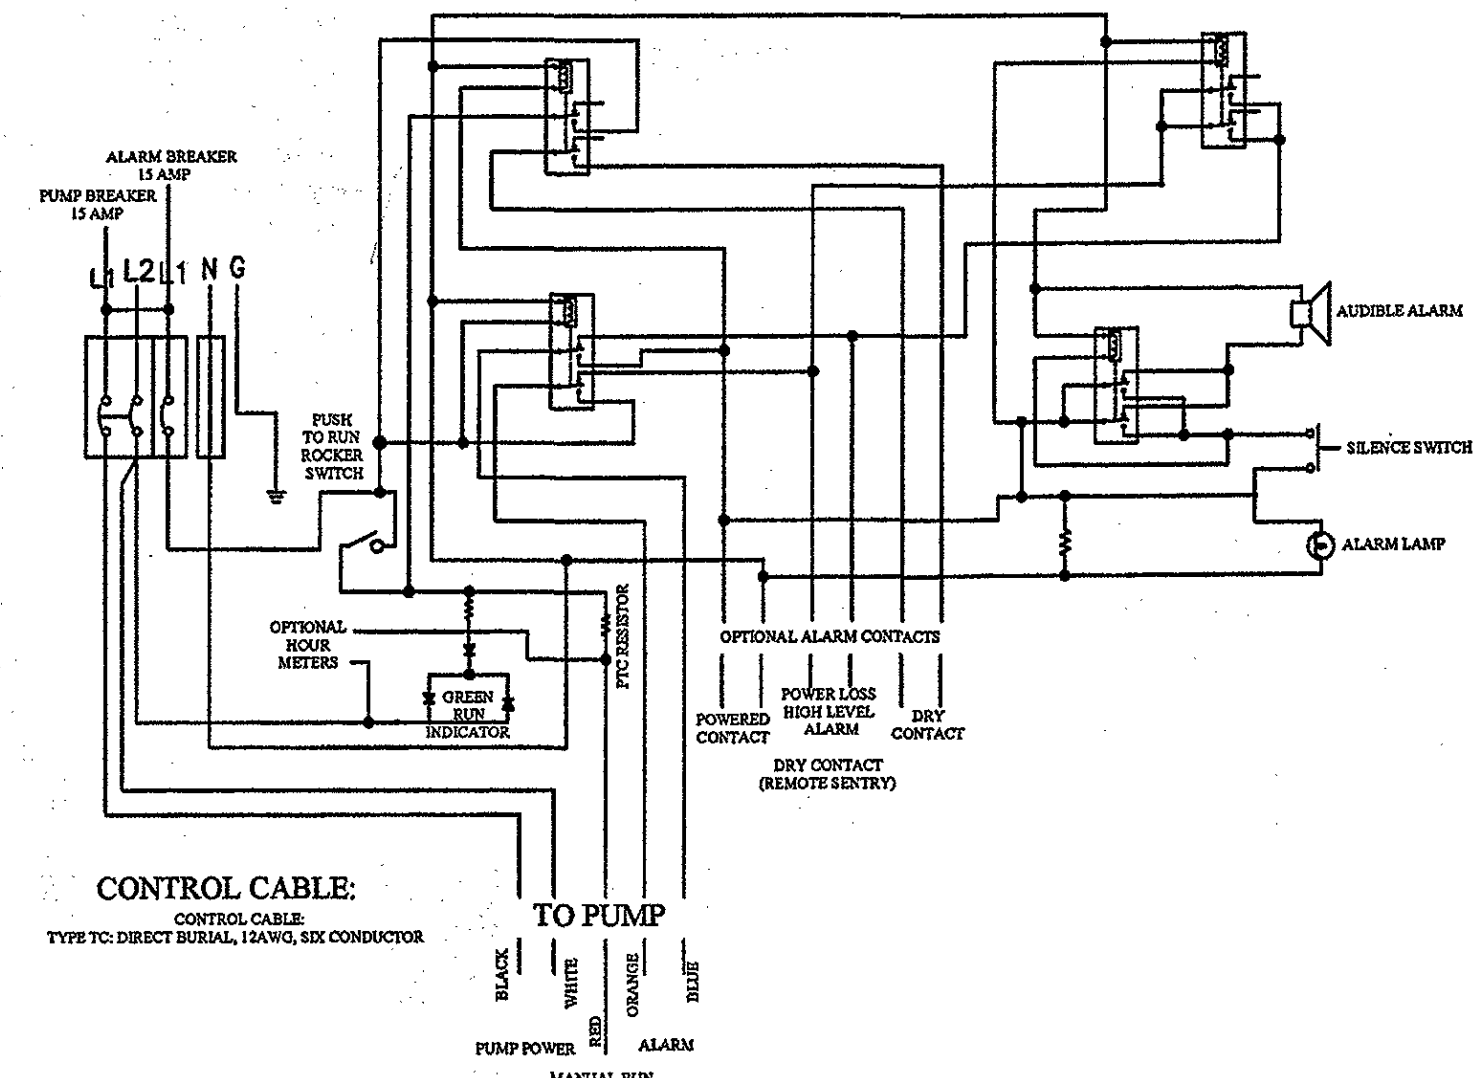 ALARM BREAKER
15 AMP
PUMP BREAKER
15 AMP
L1 L2 L1 N G
AUDIBLE ALARM
PUSH
TO RUN
ROCKER
SWITCH
SILENCE SWITCH
ALARM LAMP
PTC RESISTOR
OPTIONAL
HOUR
METERS
OPTIONAL ALARM CONTACTS
GREEN
RUN
INDICATOR
POWERED
CONTACT
POWER LOSS
HIGH LEVEL
ALARM
DRY
CONTACT
DRY CONTACT
(REMOTE SENTRY)
CONTROL CABLE:
CONTROL CABLE:
TYPE TC: DIRECT BURIAL, 12AWG, SIX CONDUCTOR
TO PUMP
BLACK
WHITE
RED
ORANGE
BLUE
PUMP POWER
ALARM
MANUAL RUN